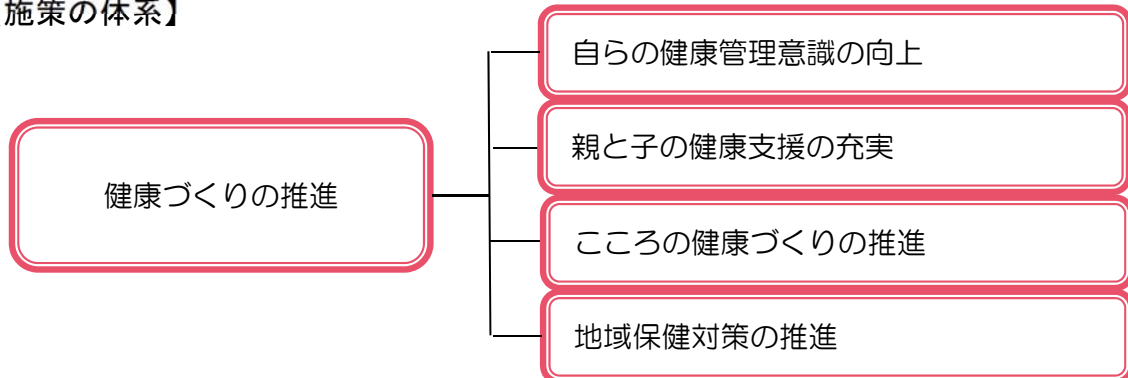 施策の体系】
自らの健康管理意識の向上
親と子の健康支援の充実
健康づくりの推進
こころの健康づくりの推進
地域保健対策の推進